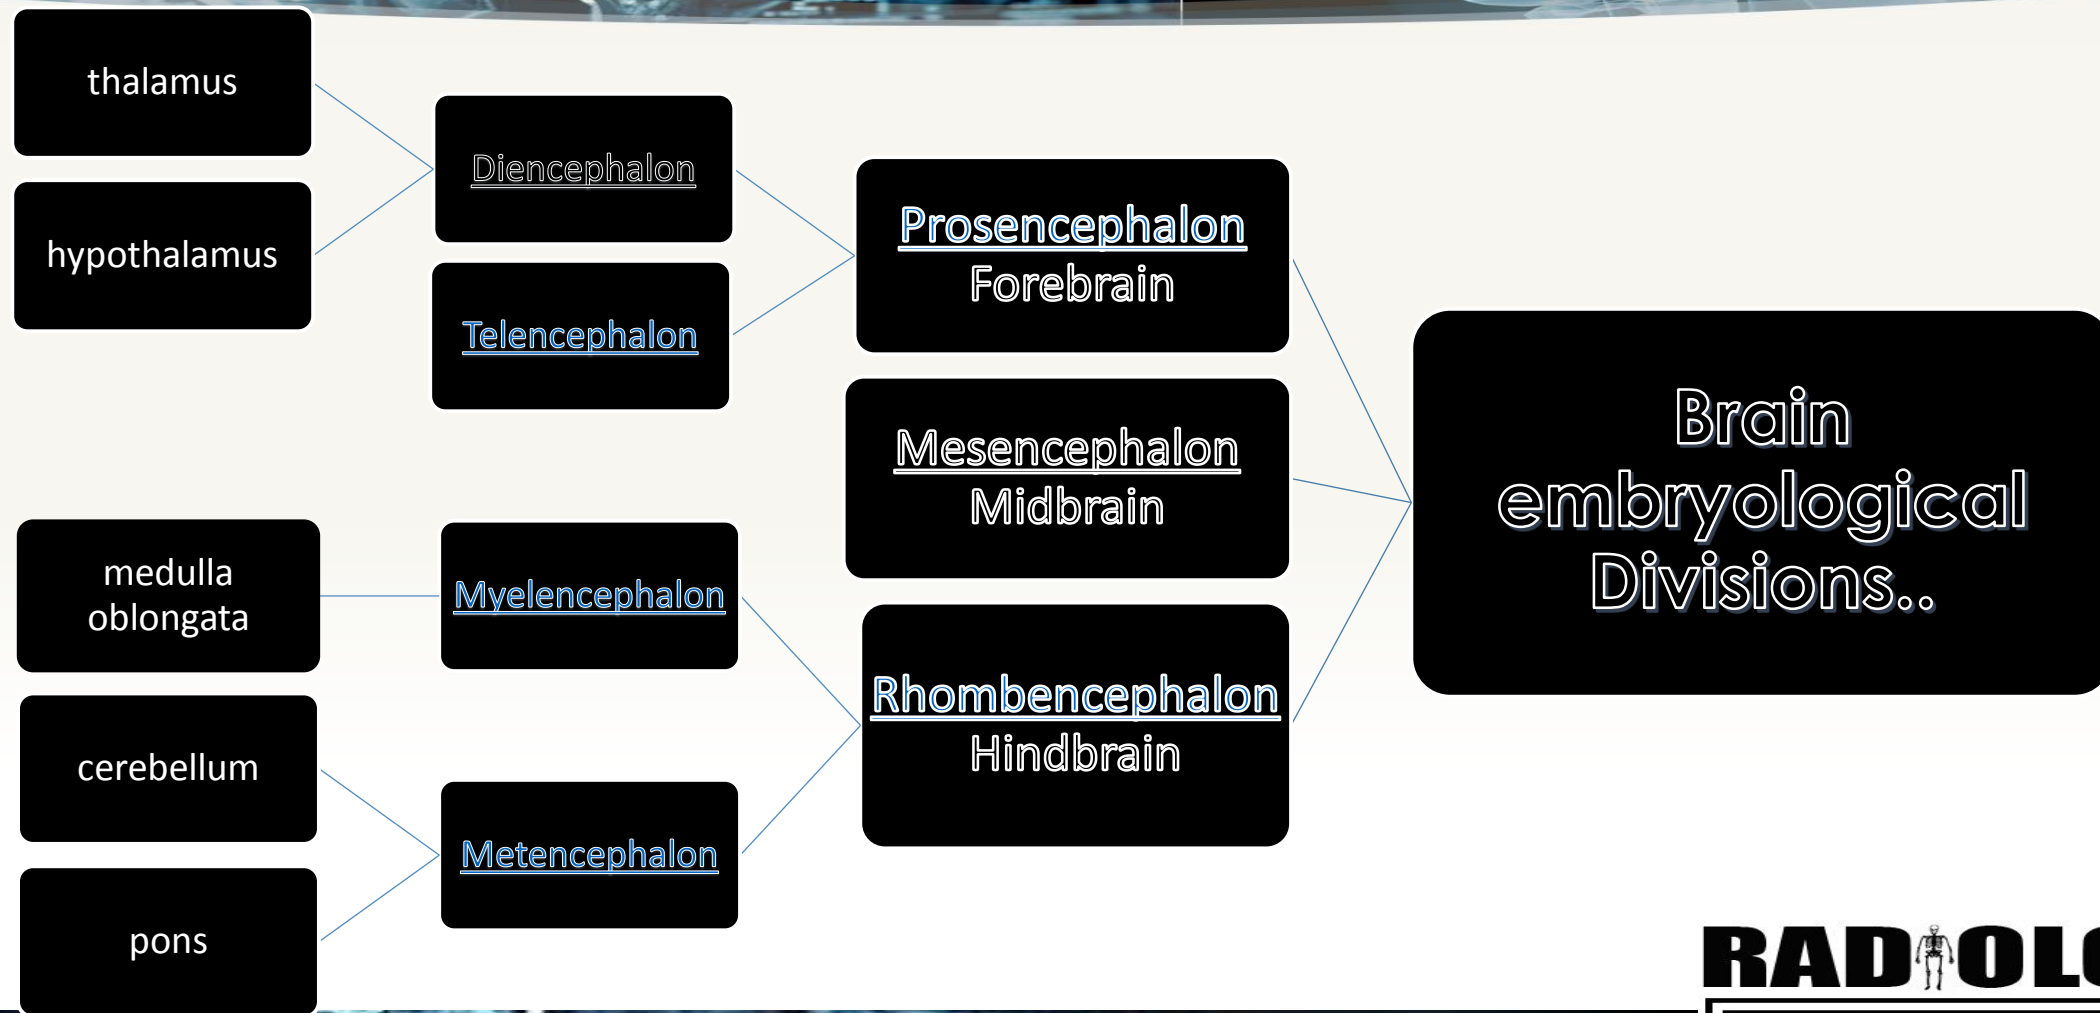 thalamus
hypothalamus
Diencephalon
Telencephalon
Prosencephalon
Forebrain
Mesencephalon
Midbrain
medulla
oblongata
Myelencephalon
cerebellum
pons
Metencephalon
Rhombencephalon
Hindbrain
Brain
embryological
Divisions..